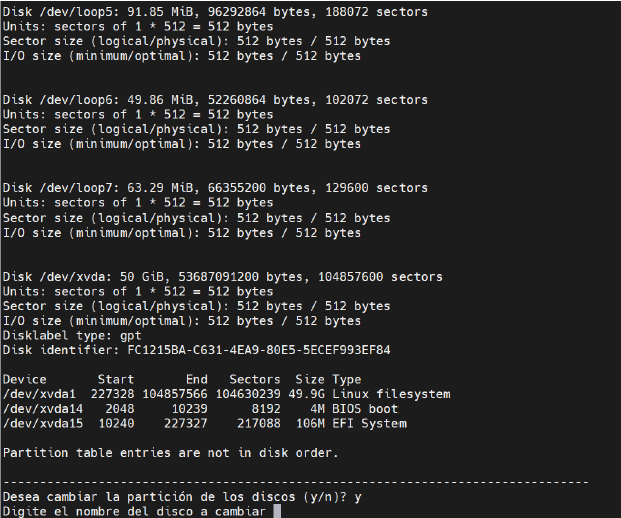 Disk /dev/loop5: 91.85 MiB, 96292864 bytes, 188072 sectors
Units: sectors of 1 * 512 = 512 bytes
Sector size (logical/physical): 512 bytes / 512 bytes
I/O size (minimum/optimal): 512 bytes / 512 bytes
Disk /dev/loop6: 49.86 MiB, 52260864 bytes, 102072 sectors
Units: sectors of 1 * 512 = 512 bytes
Sector size (logical/physical): 512 bytes / 512 bytes
I/O size (minimum/optimal): 512 bytes / 512 bytes
Disk /dev/loop7: 63.29 MiB, 66355200 bytes, 129600 sectors
Units: sectors of 1 * 512 = 512 bytes
Sector size (logical/physical): 512 bytes / 512 bytes
I/O size (minimum/optimal): 512 bytes / 512 bytes
Disk /dev/xvda: 50 GiB, 53687091200 bytes, 104857600 sectors
Units: sectors of 1 * 512 = 512 bytes
Sector size (logical/physical): 512 bytes / 512 bytes
I/O size (minimum/optimal): 512 bytes / 512 bytes
Disklabel type: gpt
Disk identifier: FC1215BA-C631-4EA9-80E5-5ECEF993EF84
Device Start End Sectors Size Type
/dev/xvda1 227328 104857566 104630239 49.9G Linux filesystem
/dev/xvda14 2048 10239 8192 4M BIOS boot
/dev/xvda15 10240 227327 217088 106M EFI System
Partition table entries are not in disk order.
-------------------------------------------------------------------------------
Desea cambiar la partición de los discos (y/n)? y
Digite el nombre del disco a cambiar